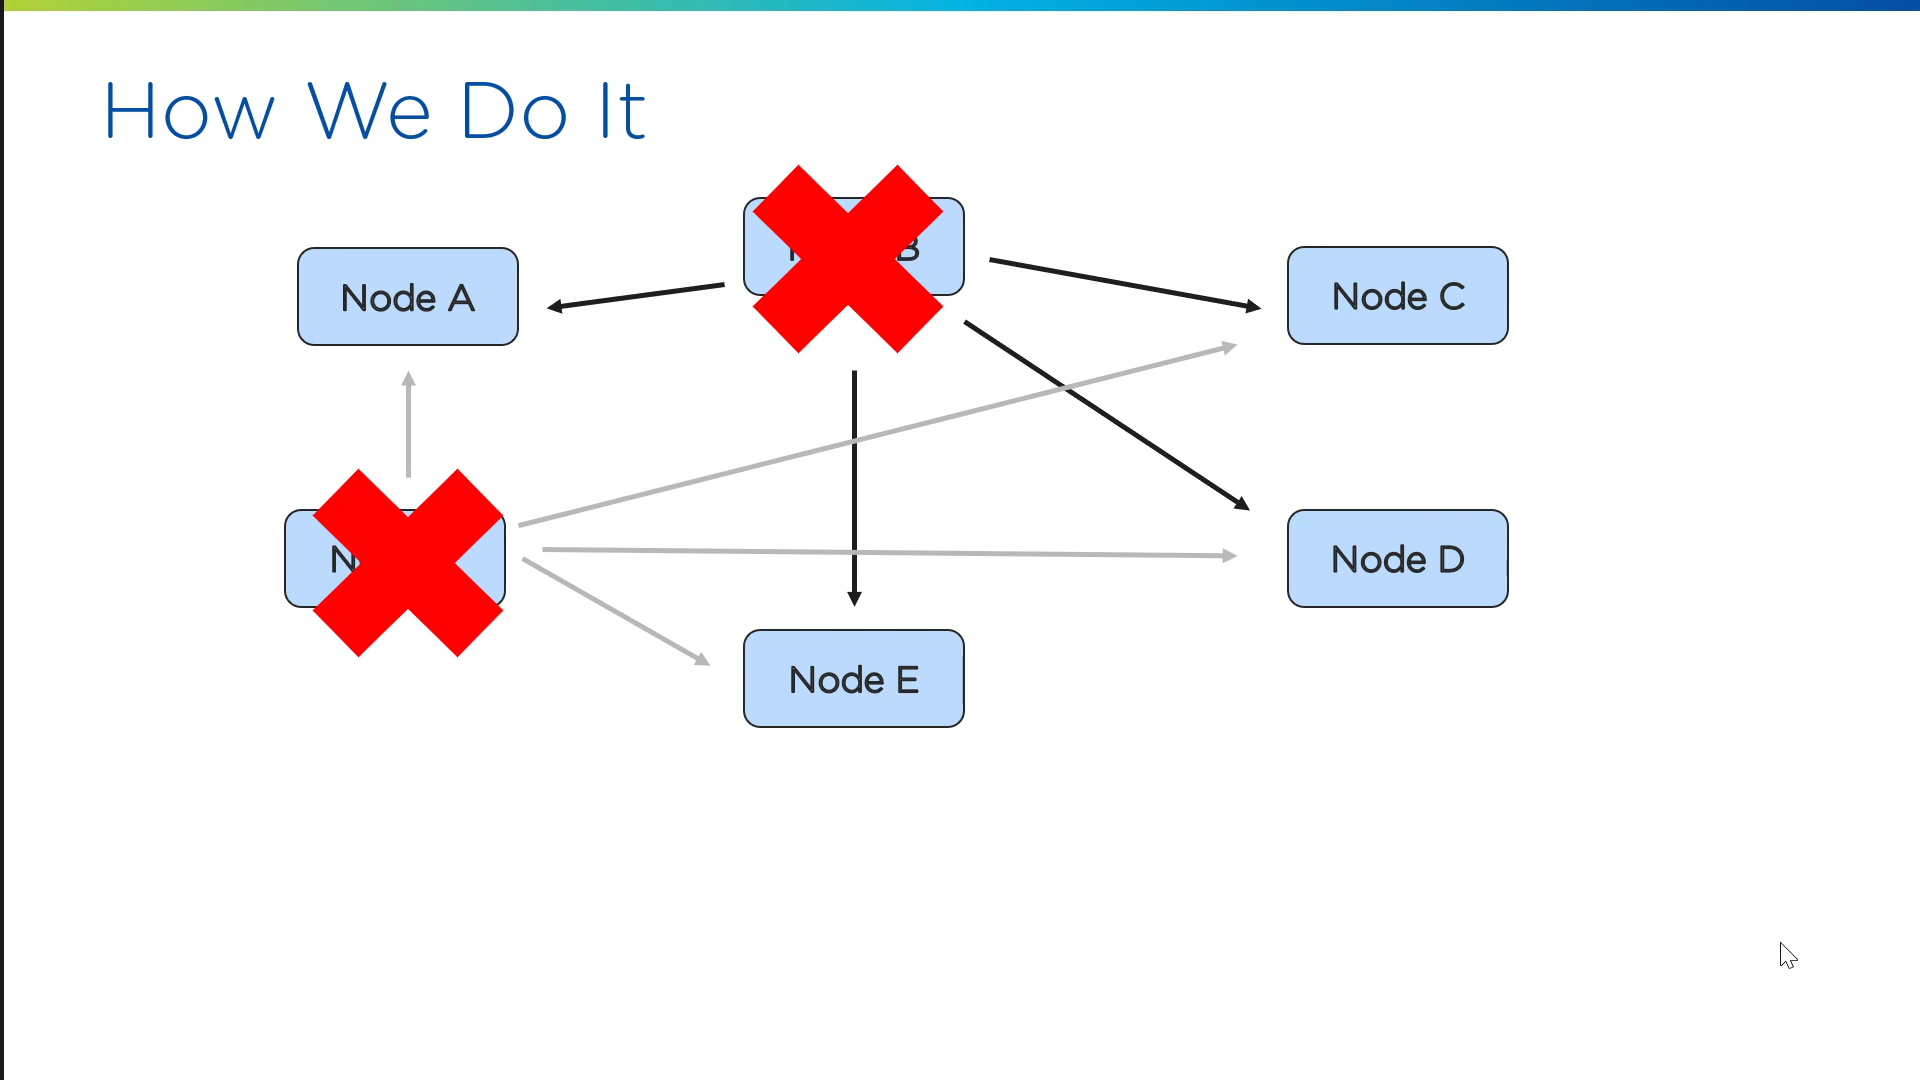 How We Do It
B
Node A
Node C
N
Node D
Node E